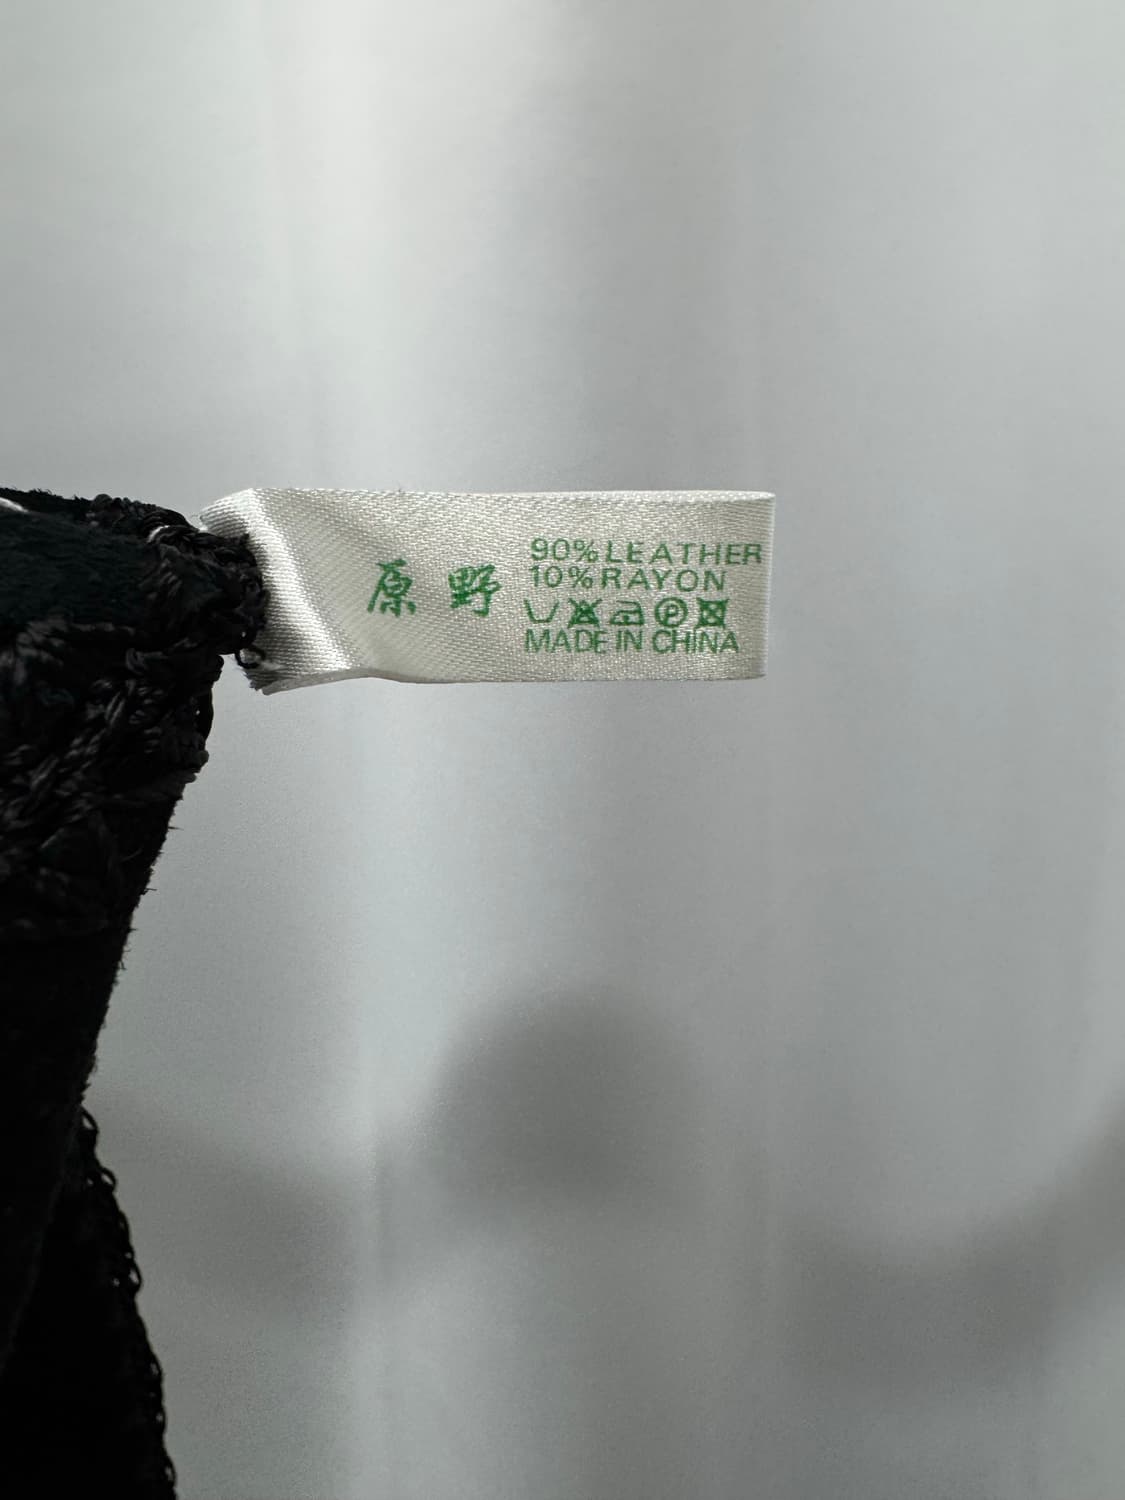 原野
90% LEATHER
10% RAYON
P
MADE IN CHINA